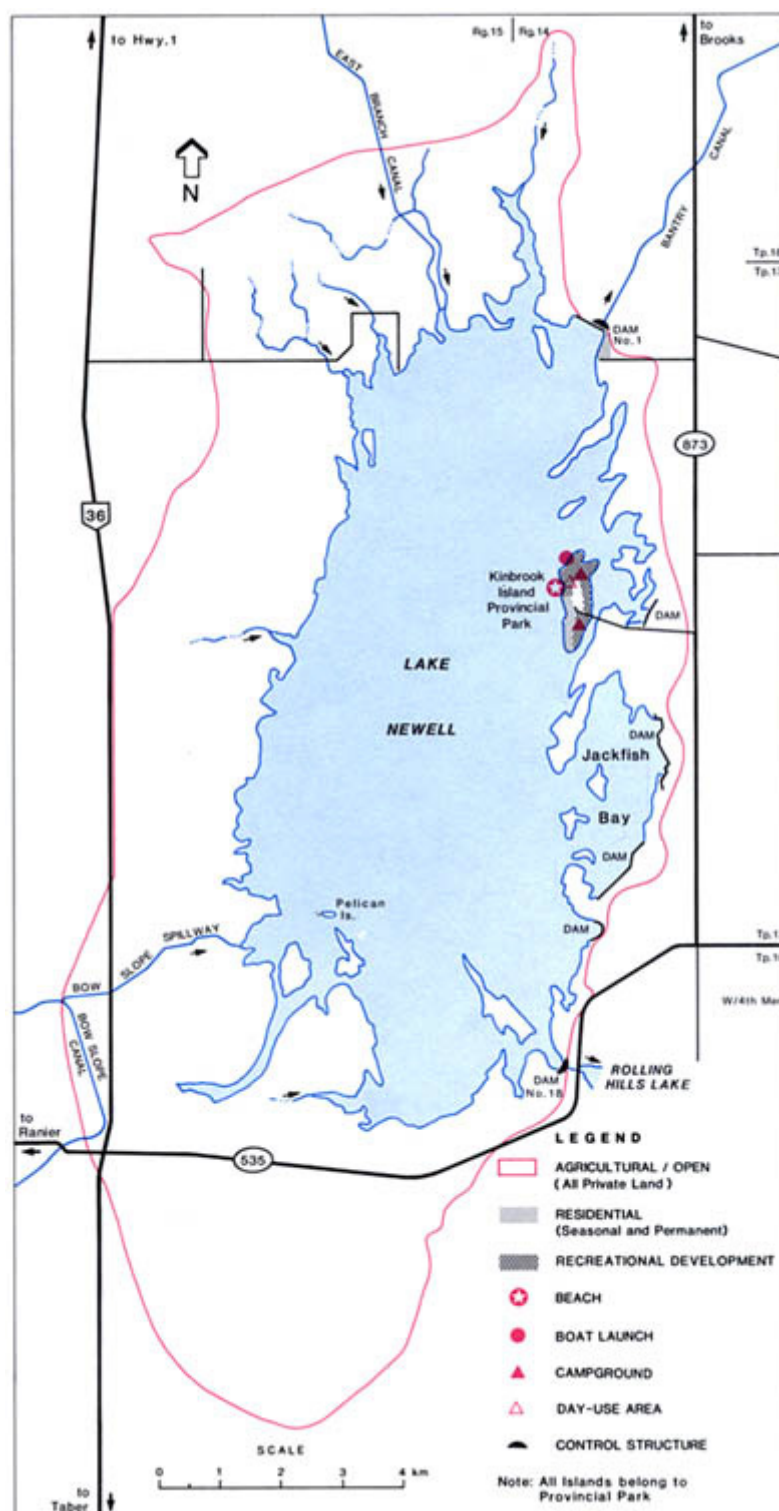 to Hwy.1
Rg.15 Rg.14
to
Brooks
EAST
BRANCH
CANAL
N
BANTRY
CANAL
DAM
No.1
873
36
Kinbrook
Island
Provincial
Park
DAM
LAKE
NEWELL
DAM
Jackfish
Bay
DAM
Pelican
Is.
DAM
BOW SLOPE SPILLWAY
BOW SLOPE
CANAL
W/4th Mer
ROLLING
HILLS LAKE
DAM
No.18
to
Ranier
535
LEGEND
AGRICULTURAL / OPEN
(All Private Land)
RESIDENTIAL
(Seasonal and Permanent)
RECREATIONAL DEVELOPMENT
BEACH
BOAT LAUNCH
CAMPGROUND
DAY-USE AREA
CONTROL STRUCTURE
SCALE
0 1 2 3 4 km
Note: All Islands belong to
Provincial Park
to
Taber